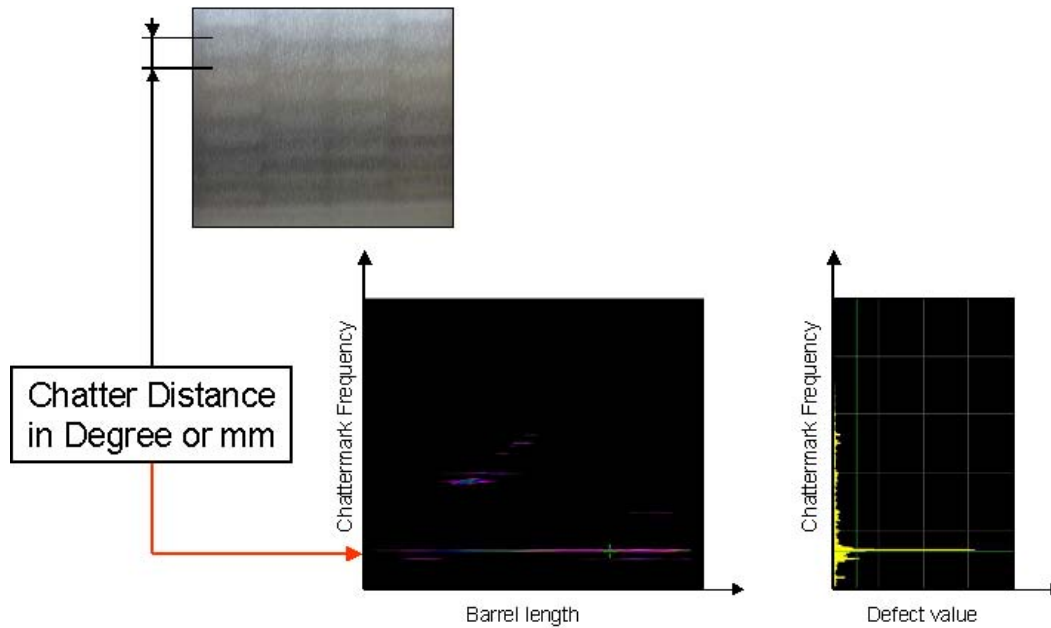 Chatter Distance
in Degree or mm
Chattermark Frequency
Barrel length
Chattermark Frequency
Defect value